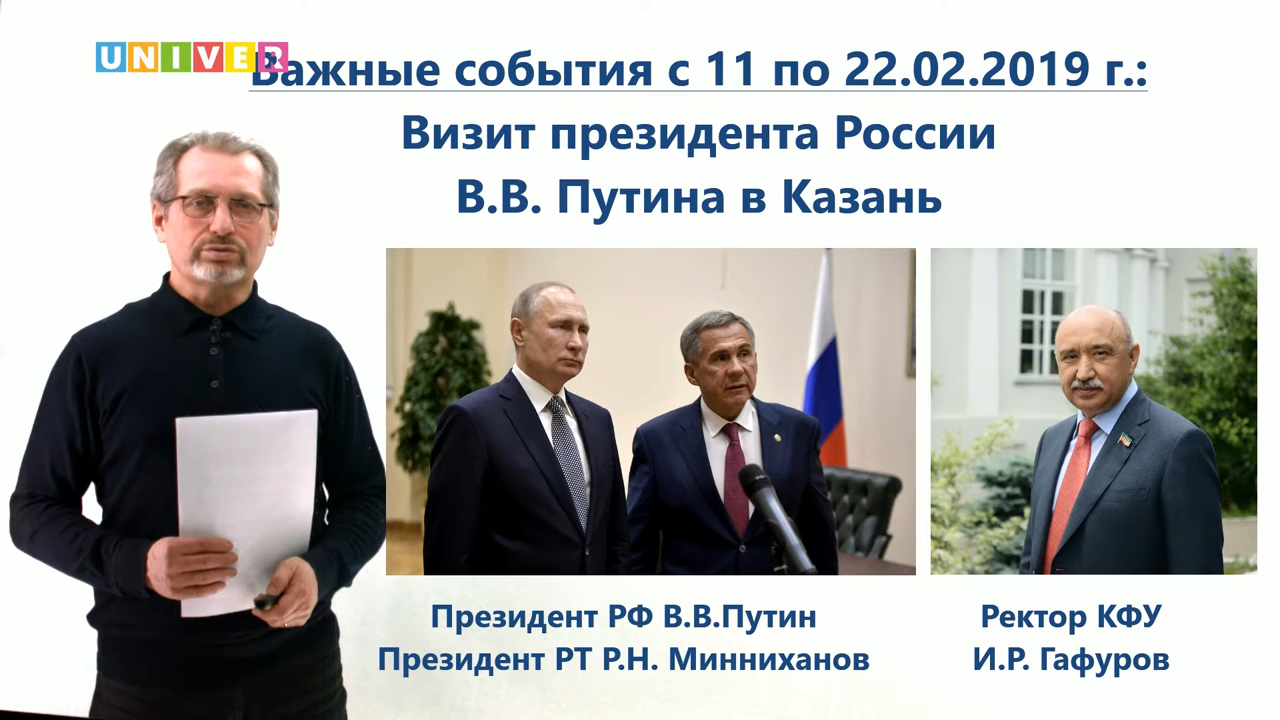 UNIVER
Важные события с 11 по 22.02.2019 г.:
Визит президента России
В.В. Путина в Казань
Президент РФ В.В.Путин
Президент РТ Р.Н. Минниханов
Ректор КФУ
И.Р. Гафуров